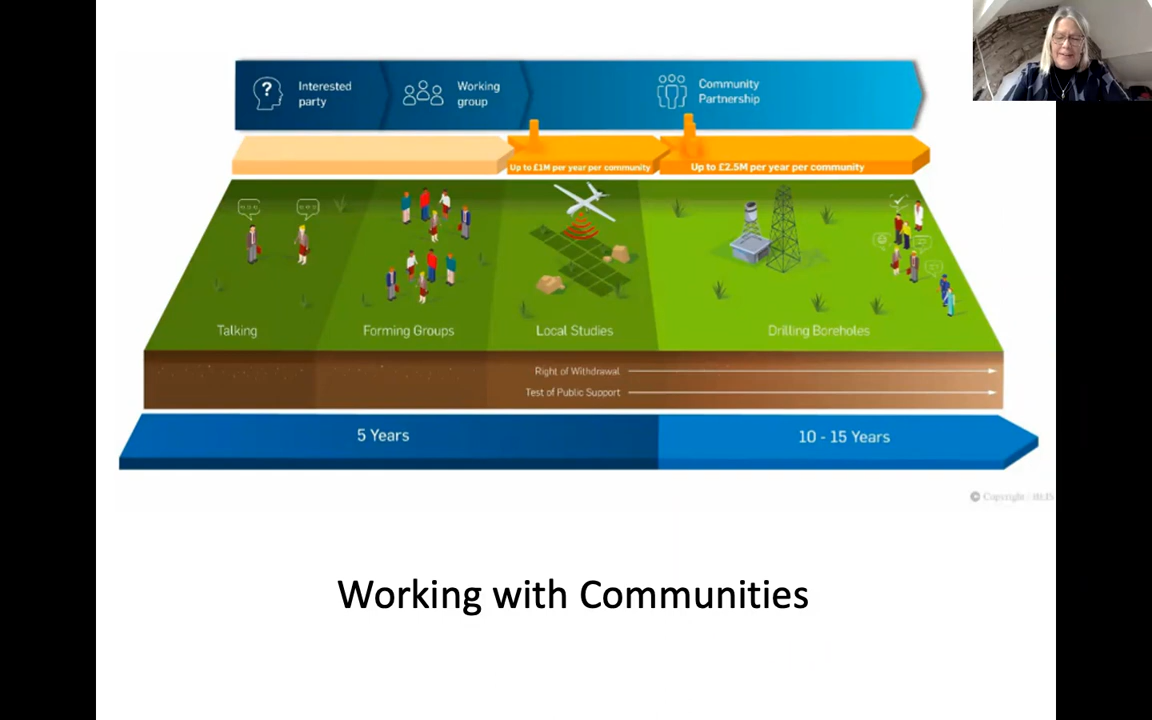 Interested
party
Working
group
Community
Partnership
Up to £1M per year per community
Up to £2.5M per year per community
Talking
Forming Groups
Local Studies
Drilling Boreholes
Right of Withdrawal
Test of Public Support
5 Years
10 - 15 Years
© Copyright
Working with Communities